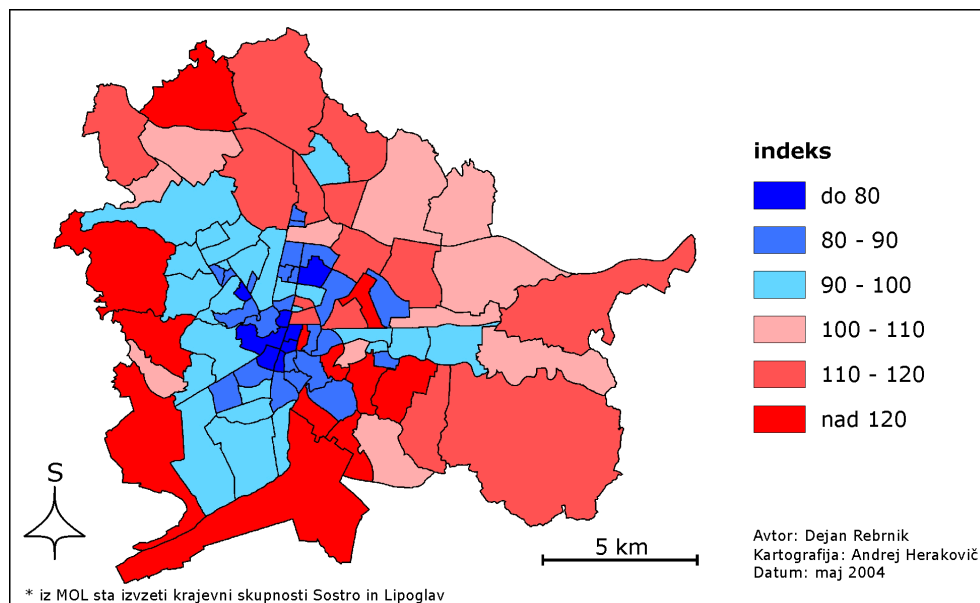 indeks
do 80
80 - 90
90 - 100
100 - 110
110 - 120
nad 120
S
5 km
Avtor: Dejan Rebrnik
Kartografija: Andrej Herakovič
Datum: maj 2004
* iz MOL sta izvzeti krajevni skupnosti Sostro in Lipoglav